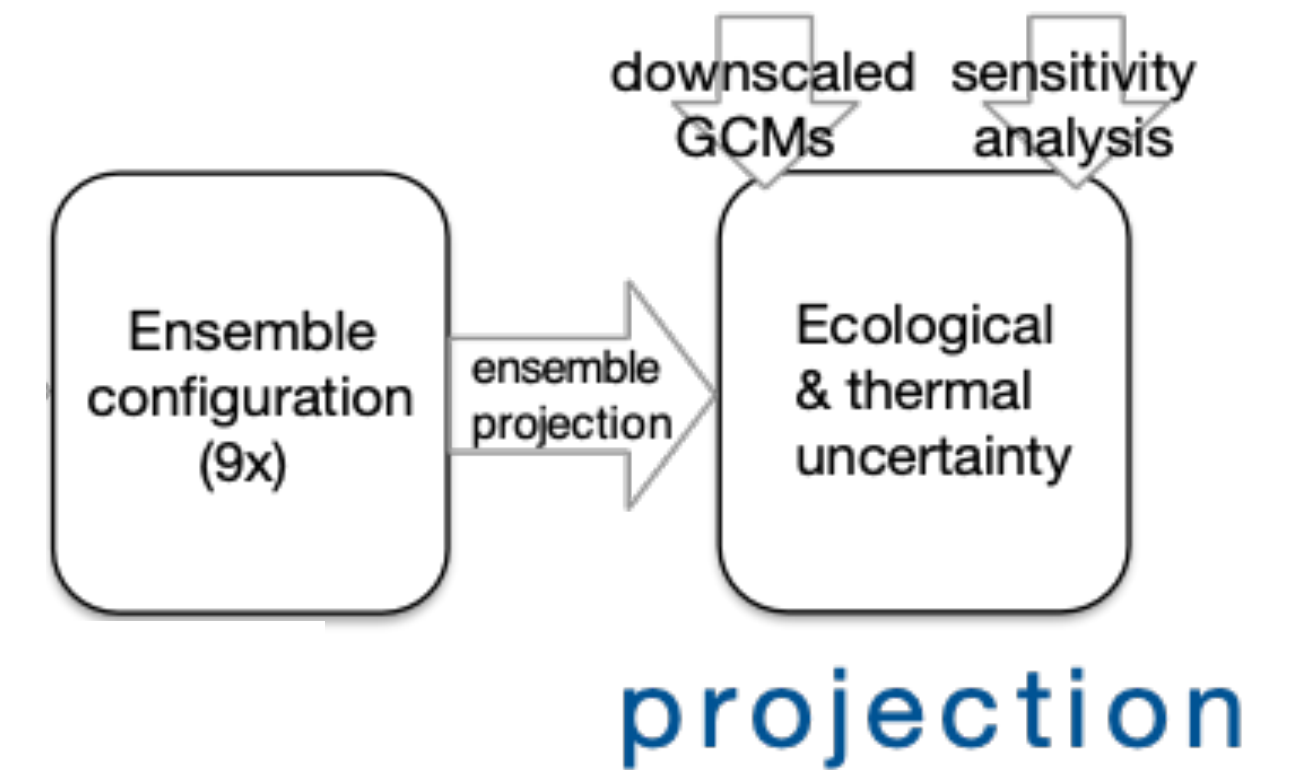 downscaled
GCMs
sensitivity
analysis
Ensemble
configuration
(9x)
ensemble
projection
Ecological
& thermal
uncertainty
projection